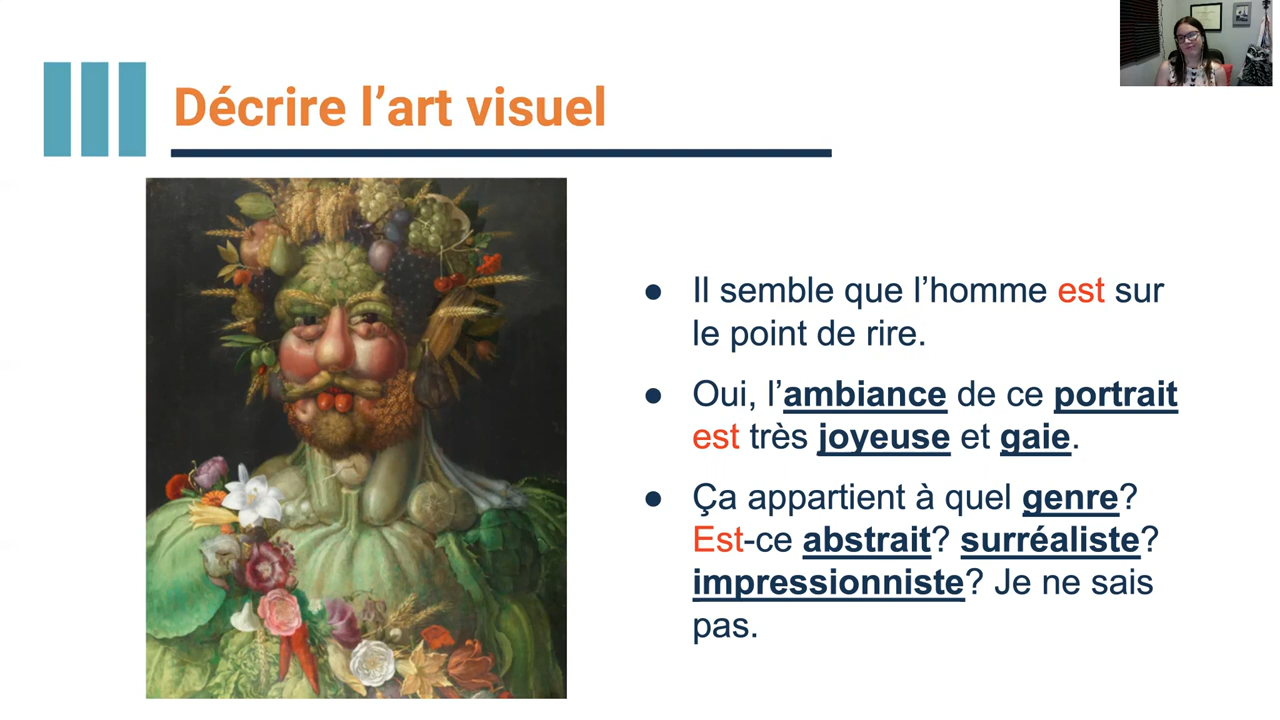 Décrire l’art visuel
● Il semble que l’homme est sur
le point de rire.
● Oui, l’ambiance de ce portrait
est très joyeuse et gaie.
● Ça appartient à quel genre?
Est-ce abstrait? surréaliste?
impressionniste? Je ne sais
pas.